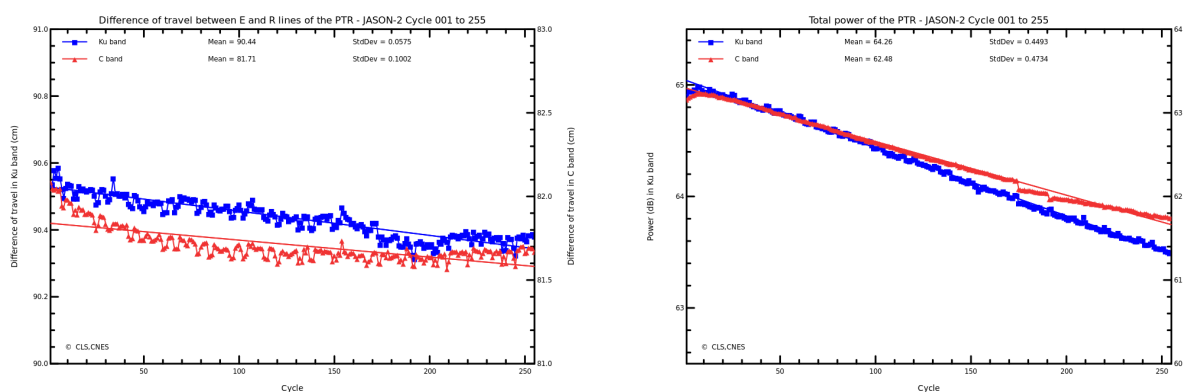 Difference of travel between E and R lines of the PTR - JASON-2 Cycle 001 to 255
91.0
90.8
90.6
90.4
90.2
90.0
Difference of travel in Ku band (cm)
Ku band Mean = 90.44 StdDev = 0.0575
C band Mean = 81.71 StdDev = 0.1002
© CLS,CNES
83.0
82.5
82.0
81.5
81.0
Difference of travel in C band (cm)
50 100 150 200 250
Cycle
Total power of the PTR - JASON-2 Cycle 001 to 255
65
64
63
Power (dB) in Ku band
Ku band Mean = 64.26 StdDev = 0.4493
C band Mean = 62.48 StdDev = 0.4734
© CLS,CNES
64
63
62
61
60
50 100 150 200 250
Cycle